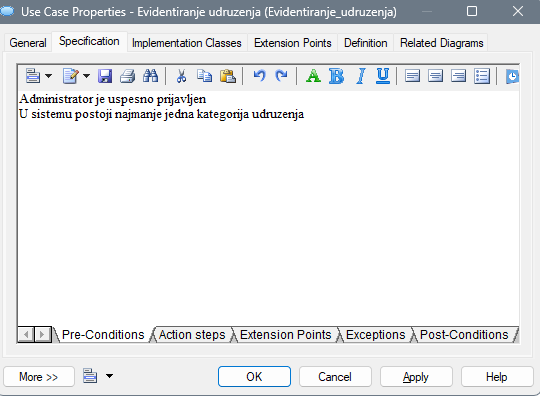 Use Case Properties - Evidentiranje udruzenja (Evidentiranje_udruzenja)
General Specification Implementation Classes Extension Points Definition Related Diagrams
A B I U
Administrator je uspesno prijavljen
U sistemu postoji najmanje jedna kategorija udruzenja
Pre-Conditions Action steps Extension Points Exceptions Post-Conditions
More >> OK Cancel Apply Help